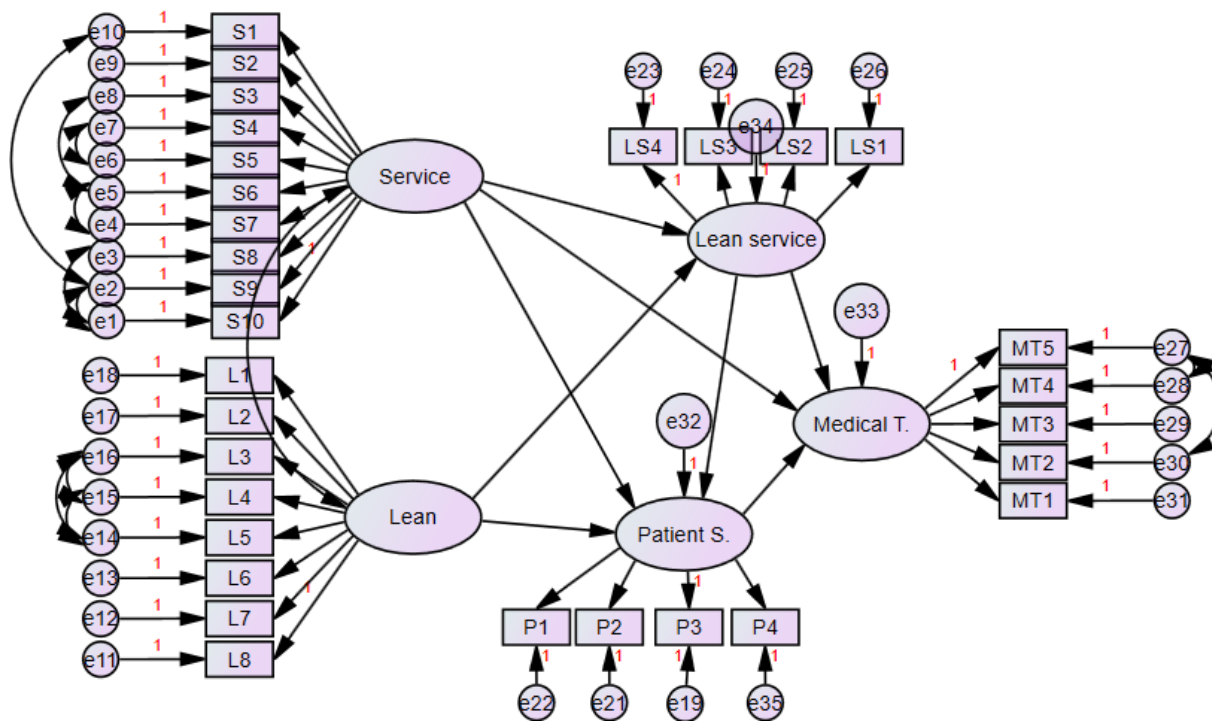 e10 1 S1
e9 1 S2
e8 1 S3
e7 1 S4
e6 1 S5
e5 1 S6
e4 1 S7
e3 1 S8
e2 1 S9
e1 1 S10
1
Service
e18 1 L1
e17 1 L2
e16 1 L3
e15 1 L4
e14 1 L5
e13 1 L6
e12 1 L7
e11 1 L8
1
Lean
e23 e24 e25 e26
1 1 1 1
e34
LS4 LS3 LS2 LS1
1 1
Lean service
e33
1
Medical T.
1
MT5 1 e27
MT4 1 e28
MT3 1 e29
MT2 1 e30
MT1 1 e31
e32
1
Patient S.
1
P1 P2 P3 P4
1 1 1 1
e22 e21 e19 e35